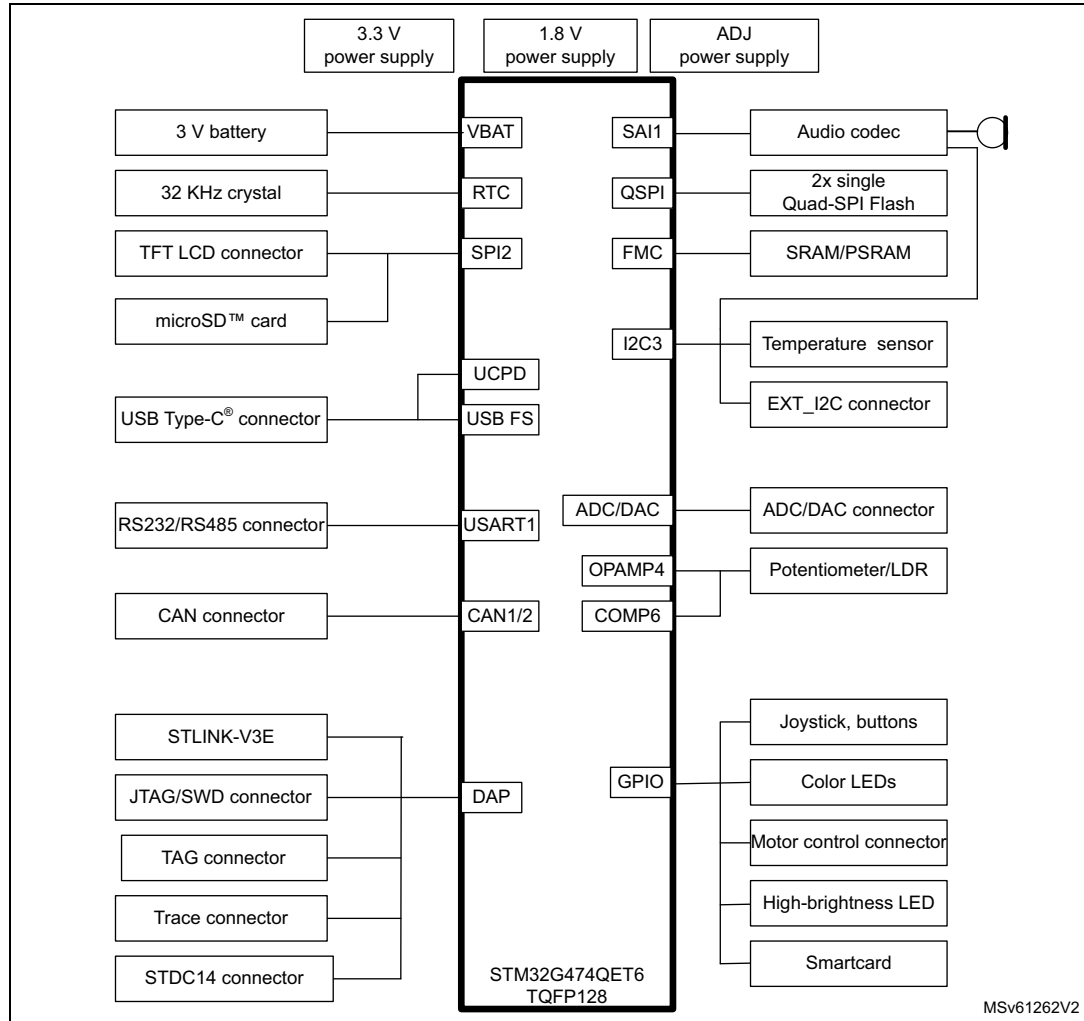 3.3 V
power supply
1.8 V
power supply
ADJ
power supply
3 V battery
VBAT
SAI1
Audio codec
32 KHz crystal
RTC
QSPI
2x single
Quad-SPI Flash
TFT LCD connector
SPI2
FMC
SRAM/PSRAM
microSD™ card
I2C3
Temperature sensor
UCPD
EXT_I2C connector
USB Type-C® connector
USB FS
ADC/DAC
ADC/DAC connector
RS232/RS485 connector
USART1
OPAMP4
Potentiometer/LDR
CAN connector
CAN1/2
COMP6
STLINK-V3E
Joystick, buttons
JTAG/SWD connector
DAP
GPIO
Color LEDs
TAG connector
Motor control connector
Trace connector
High-brightness LED
STDC14 connector
STM32G474QET6
TQFP128
Smartcard
MSv61262V2